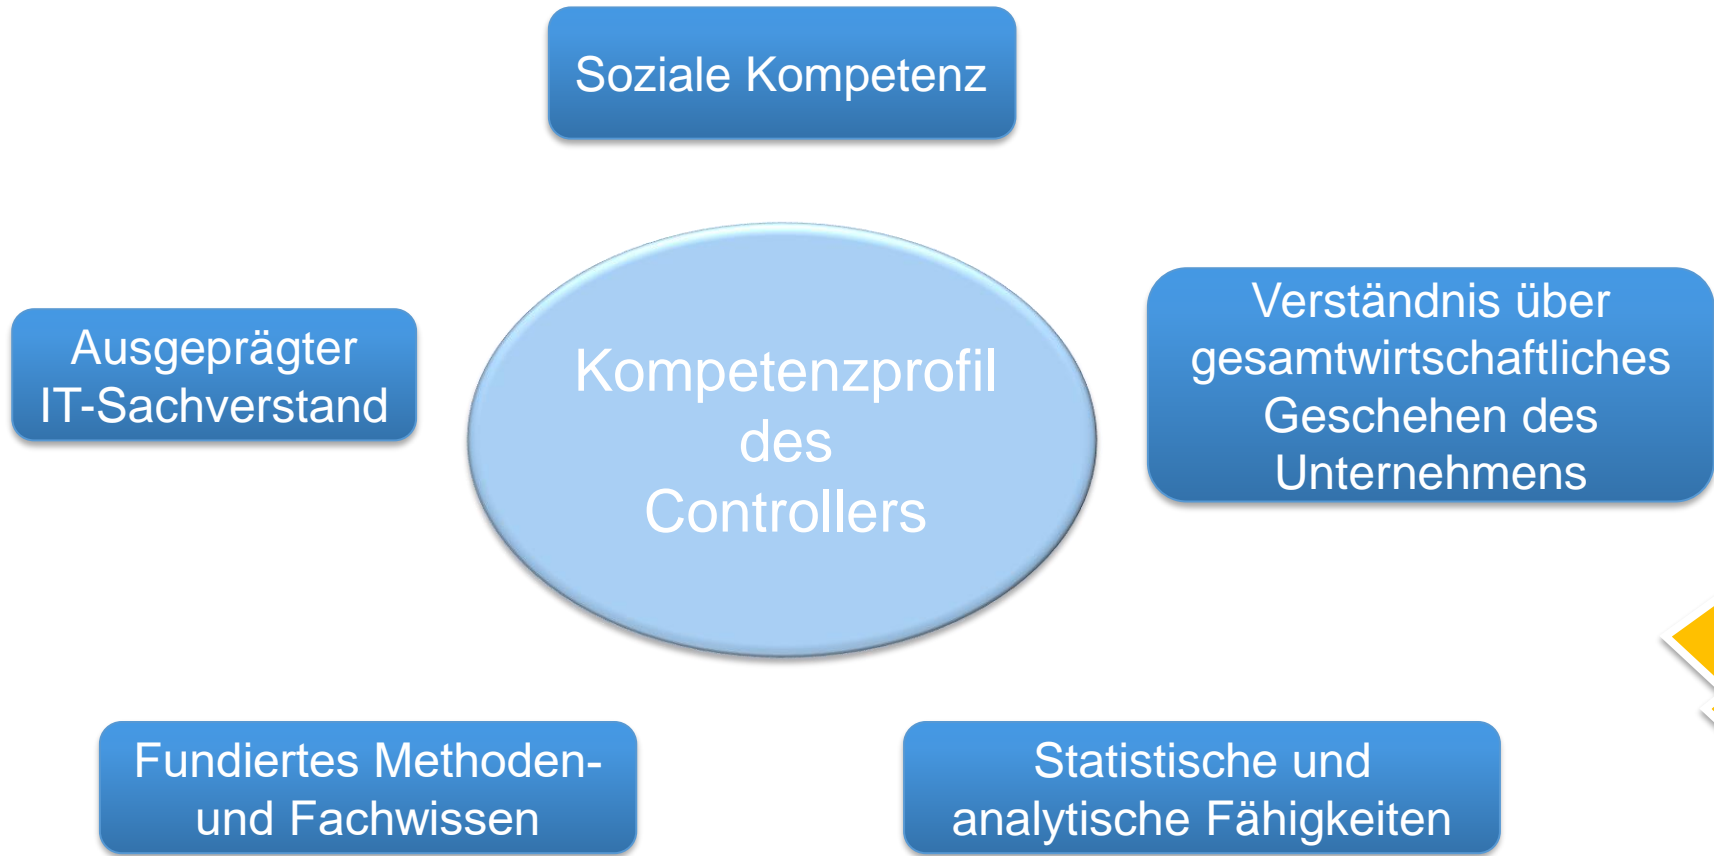 Soziale Kompetenz
Ausgeprägter
IT-Sachverstand
Kompetenzprofil
des
Controllers
Verständnis über
gesamtwirtschaftliches
Geschehen des
Unternehmens
Fundiertes Methoden-
und Fachwissen
Statistische und
analytische Fähigkeiten